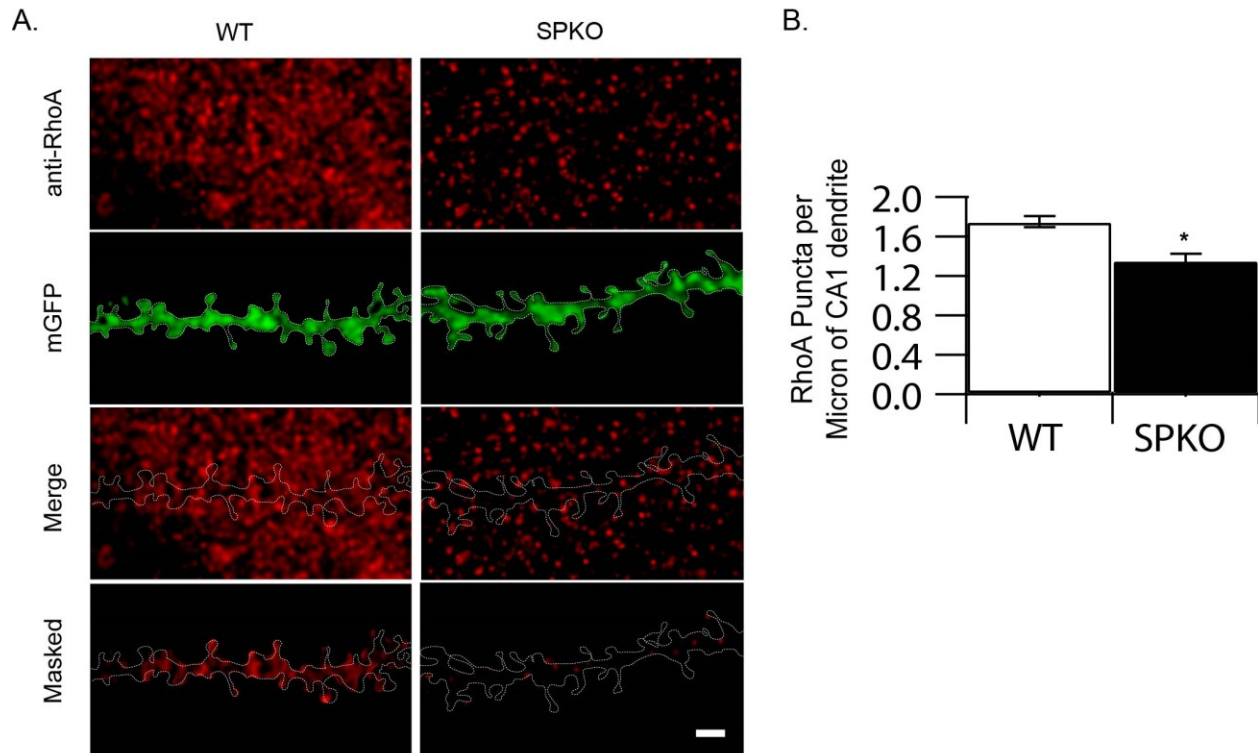 A.
WT
SPKO
anti-RhoA
mGFP
Merge
Masked
B.
RhoA Puncta per
Micron of CA1 dendrite
2.0
1.6
1.2
0.8
0.4
0.0
*
WT
SPKO